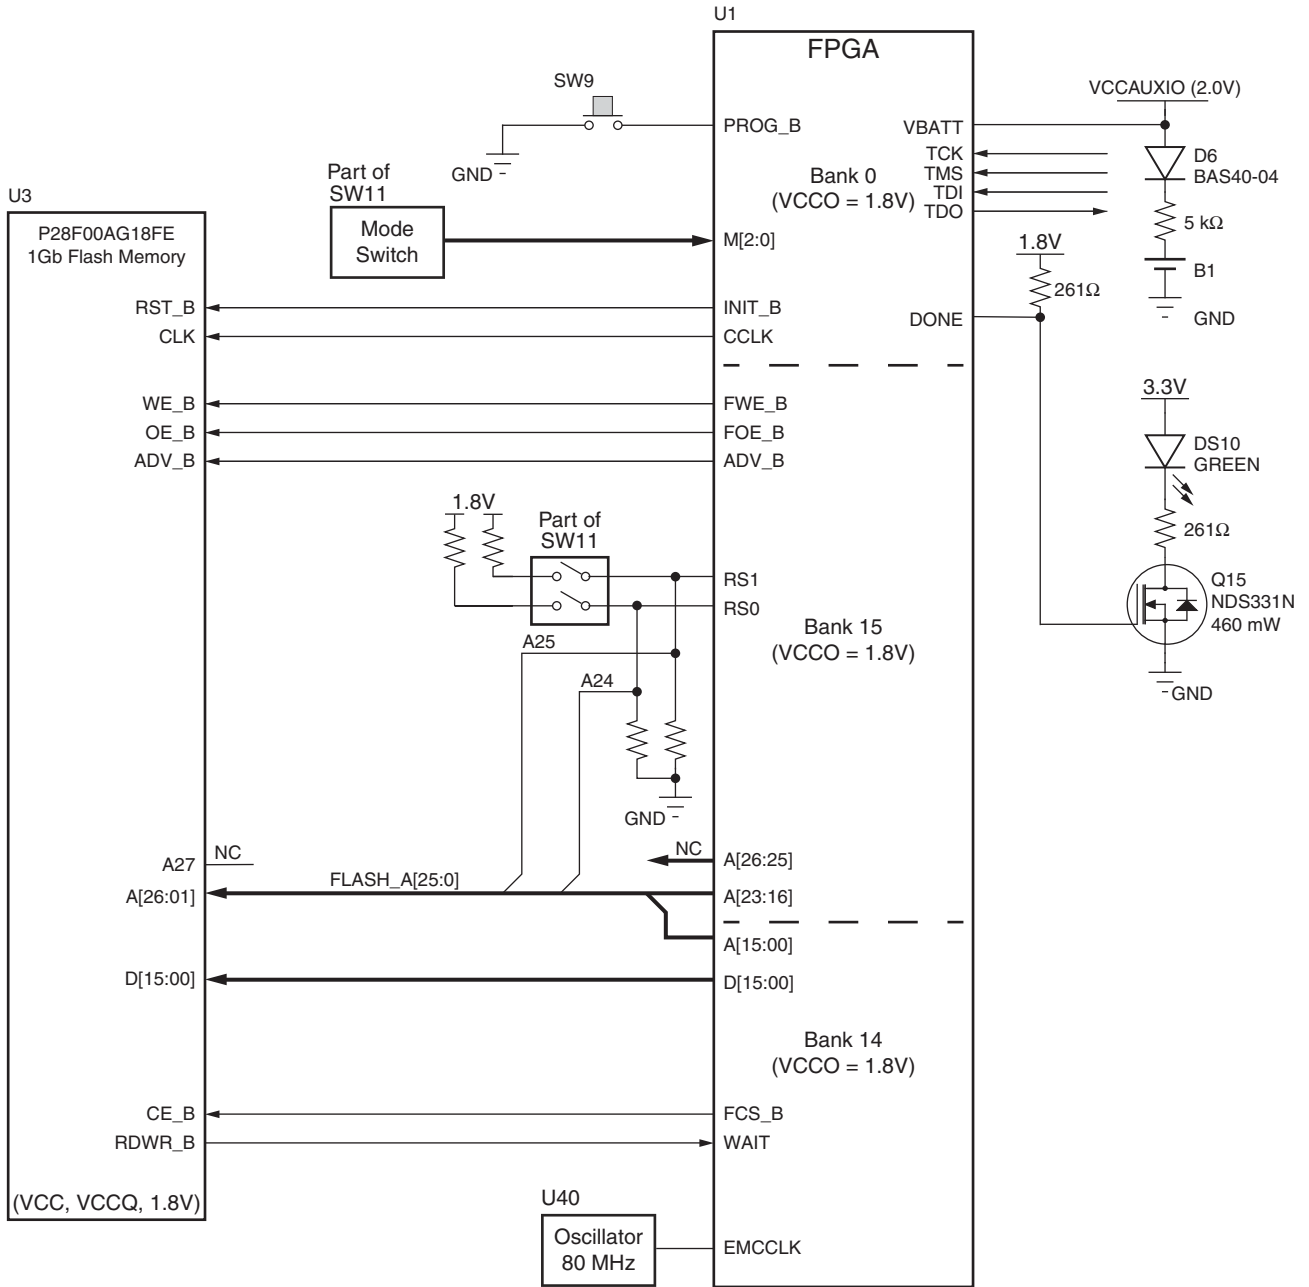 U1
FPGA
SW9
PROG_B
GND
Bank 0
(VCCO = 1.8V)
VBATT
TCK
TMS
TDI
TDO
VCCAUXIO (2.0V)
D6
BAS40-04
5 kΩ
B1
GND
Part of
SW11
Mode
Switch
M[2:0]
1.8V
261Ω
DONE
U3
P28F00AG18FE
1Gb Flash Memory
RST_B
INIT_B
CLK
CCLK
WE_B
FWE_B
OE_B
FOE_B
ADV_B
ADV_B
3.3V
DS10
GREEN
261Ω
Q15
NDS331N
460 mW
GND
1.8V
Part of
SW11
RS1
RS0
Bank 15
(VCCO = 1.8V)
A25
A24
GND
A27
NC
NC
A[26:25]
A[26:01]
FLASH_A[25:0]
A[23:16]
A[15:00]
D[15:00]
D[15:00]
Bank 14
(VCCO = 1.8V)
CE_B
FCS_B
RDWR_B
WAIT
(VCC, VCCQ, 1.8V)
U40
Oscillator
80 MHz
EMCCLK